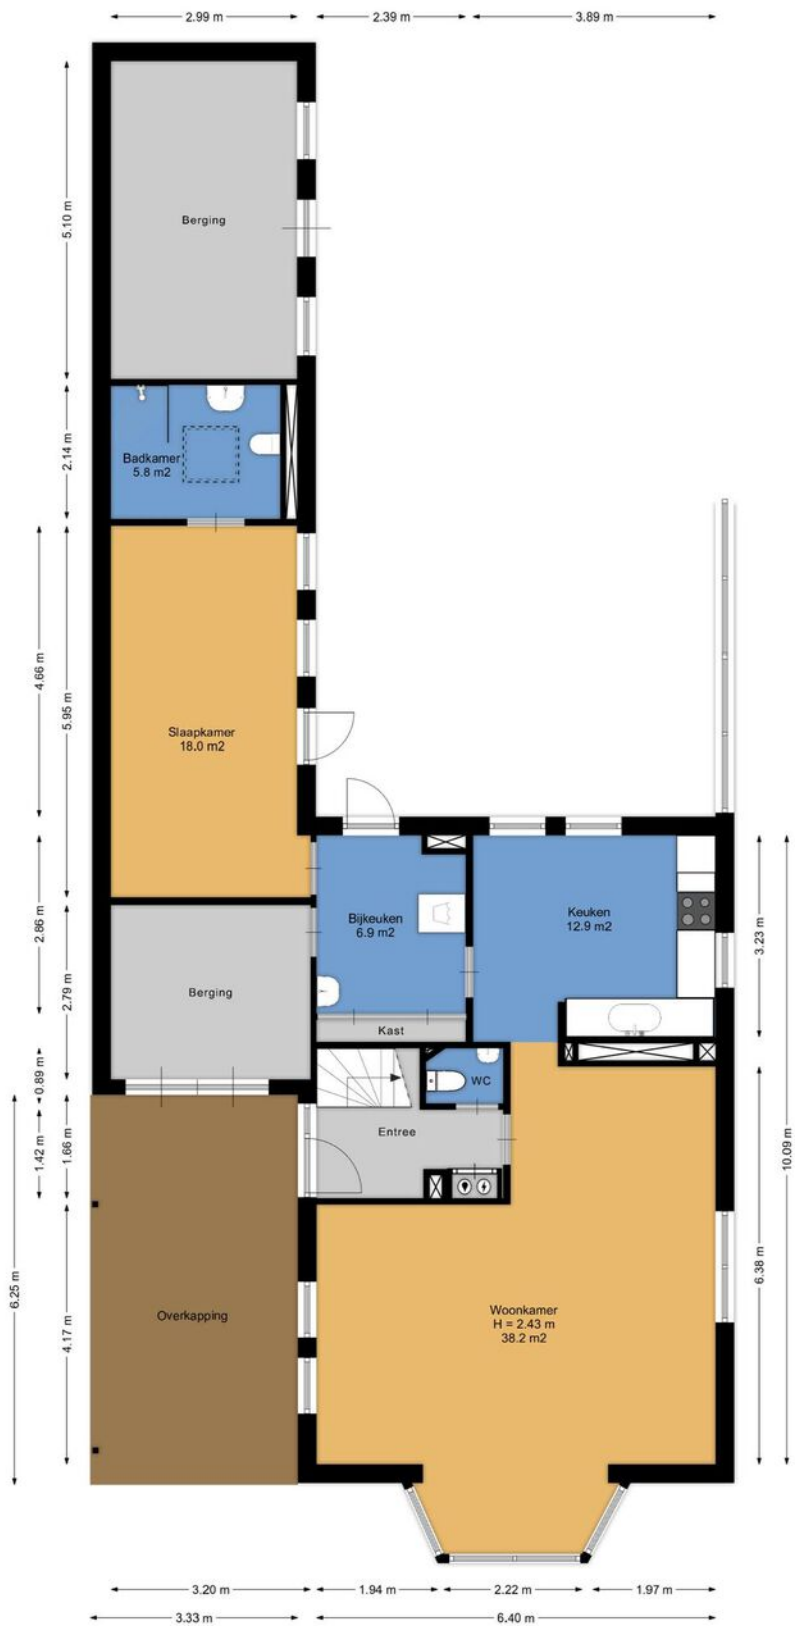 2.99 m
2.39 m
3.89 m
5.10 m
Berging
2.14 m
Badkamer
5.8 m2
4.66 m
5.95 m
Slaapkamer
18.0 m2
2.86 m
Bijkeuken
6.9 m2
Keuken
12.9 m2
3.23 m
2.79 m
Berging
Kast
0.89 m
WC
1.42 m
1.66 m
Entree
10.09 m
6.25 m
4.17 m
6.38 m
Overkapping
Woonkamer
H = 2.43 m
38.2 m2
3.20 m
1.94 m
2.22 m
1.97 m
3.33 m
6.40 m